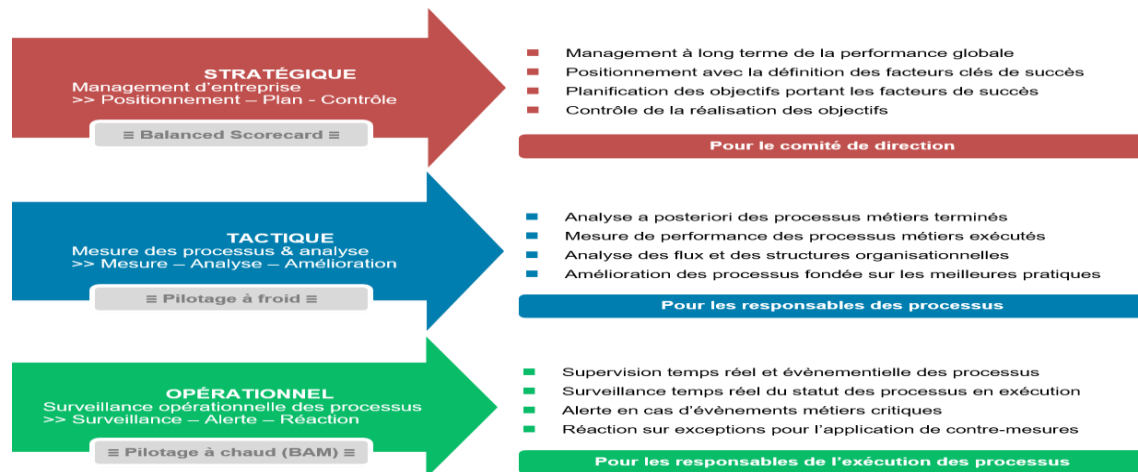 STRATÉGIQUE
Management d'entreprise
>> Positionnement – Plan - Contrôle
≡ Balanced Scorecard ≡
Management à long terme de la performance globale
Positionnement avec la définition des facteurs clés de succès
Planification des objectifs portant les facteurs de succès
Contrôle de la réalisation des objectifs
Pour le comité de direction
TACTIQUE
Mesure des processus & analyse
>> Mesure – Analyse – Amélioration
≡ Pilotage à froid ≡
Analyse a posteriori des processus métiers terminés
Mesure de performance des processus métiers exécutés
Analyse des flux et des structures organisationnelles
Amélioration des processus fondée sur les meilleures pratiques
Pour les responsables des processus
OPÉRATIONNEL
Surveillance opérationnelle des processus
>> Surveillance – Alerte – Réaction
≡ Pilotage à chaud (BAM) ≡
Supervision temps réel et évènementielle des processus
Surveillance temps réel du statut des processus en exécution
Alerte en cas d'évènements métiers critiques
Réaction sur exceptions pour l'application de contre-mesures
Pour les responsables de l'exécution des processus